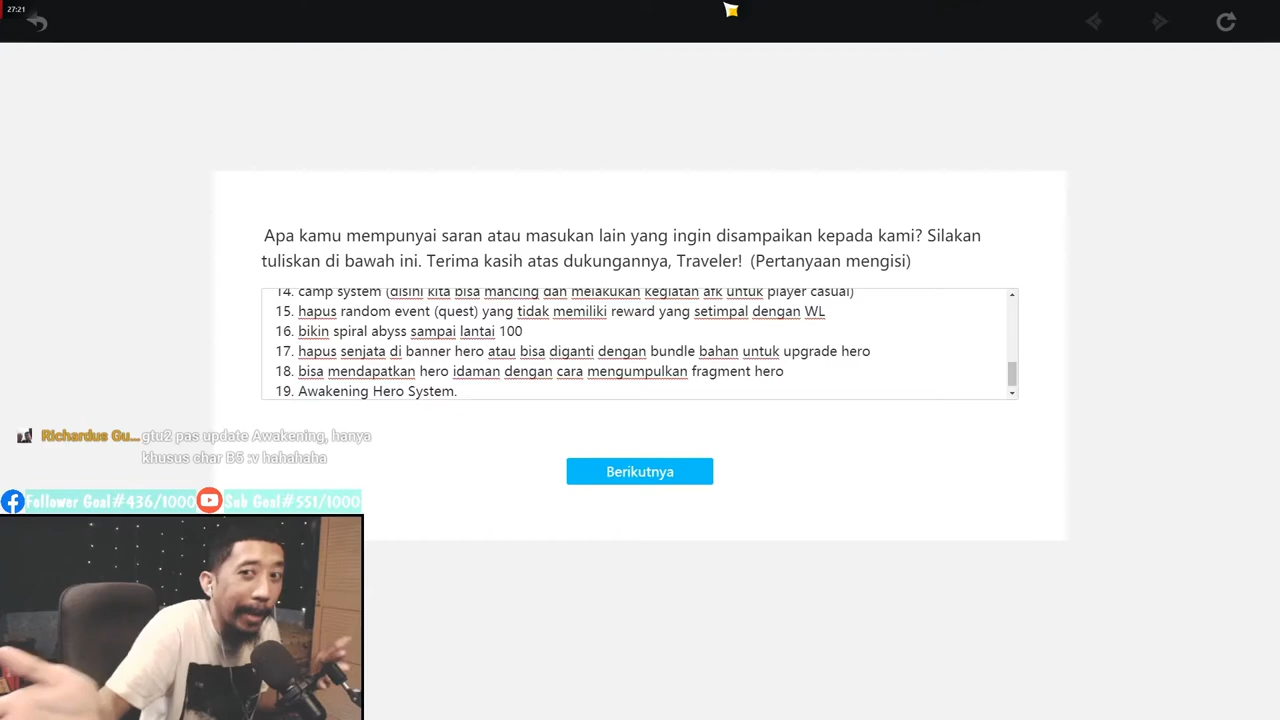 27:21
Apa kamu mempunyai saran atau masukan lain yang ingin disampaikan kepada kami? Silakan
tuliskan di bawah ini. Terima kasih atas dukungannya, Traveler! (Pertanyaan mengisi)
14. camp system (disini kita bisa mancing dan melakukan kegiatan afk untuk player casual)
15. hapus random event (quest) yang tidak memiliki reward yang setimpal dengan WL
16. bikin spiral abyss sampai lantai 100
17. hapus senjata di banner hero atau bisa diganti dengan bundle bahan untuk upgrade hero
18. bisa mendapatkan hero idaman dengan cara mengumpulkan fragment hero
19. Awakening Hero System.
Richardus Gu... gtu2 pas update Awakening, hanya
khusus char B5 :v hahahaha
Berikutnya
Follower Goal#436/1000 Sub Goal#551/1000